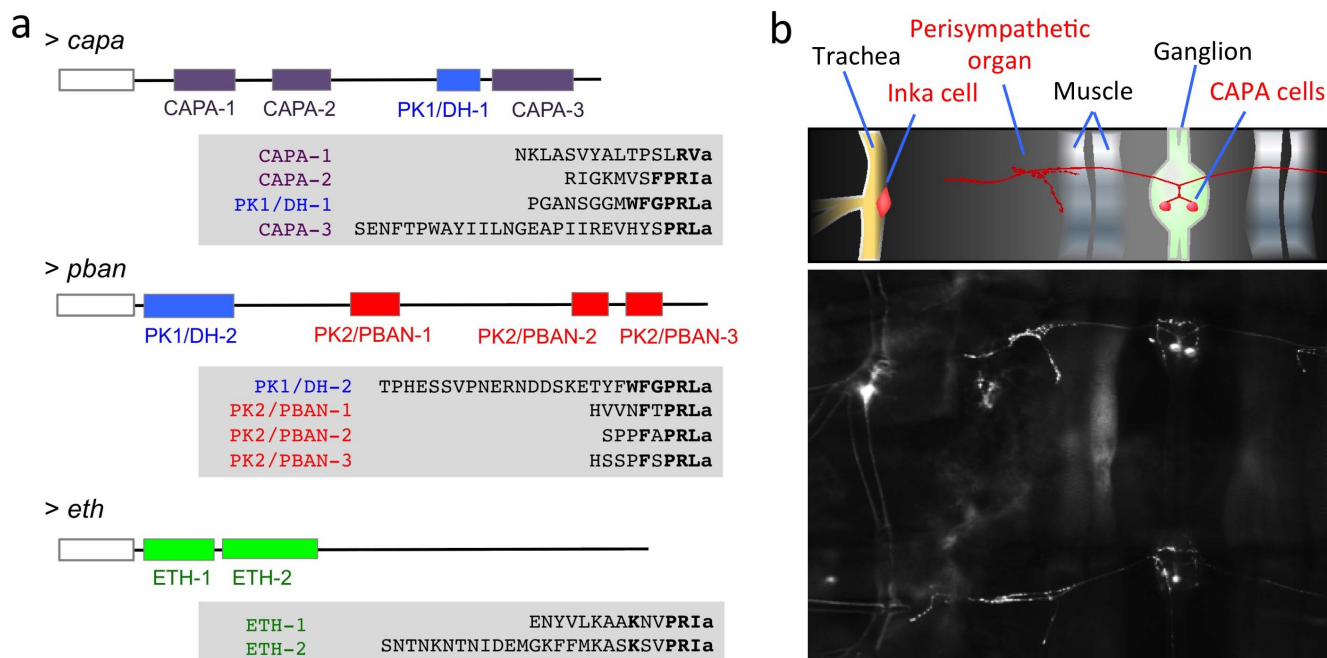 a
> capa
CAPA-1
CAPA-2
PK1/DH-1
CAPA-3
CAPA-1 NKLASVYALTPSLRVa
CAPA-2 RIGKMVSFPRIa
PK1/DH-1 PGANSGGMWFGPRLa
CAPA-3 SENFTPWAYIILNGEAPIIREVHYSPRLa
> pban
PK1/DH-2
PK2/PBAN-1
PK2/PBAN-2
PK2/PBAN-3
PK1/DH-2 TPHESSVPNERNDDSKETYFWFGPRLa
PK2/PBAN-1 HVVNFTPRLa
PK2/PBAN-2 SPPFAPRLa
PK2/PBAN-3 HSSPFSPRLa
> eth
ETH-1
ETH-2
ETH-1 ENYVLKAAKNVPRIa
ETH-2 SNTNKNTNIDEMGKFFMKASKSVPRIa
b
Trachea
Perisympathetic
organ
Inka cell
Muscle
Ganglion
CAPA cells